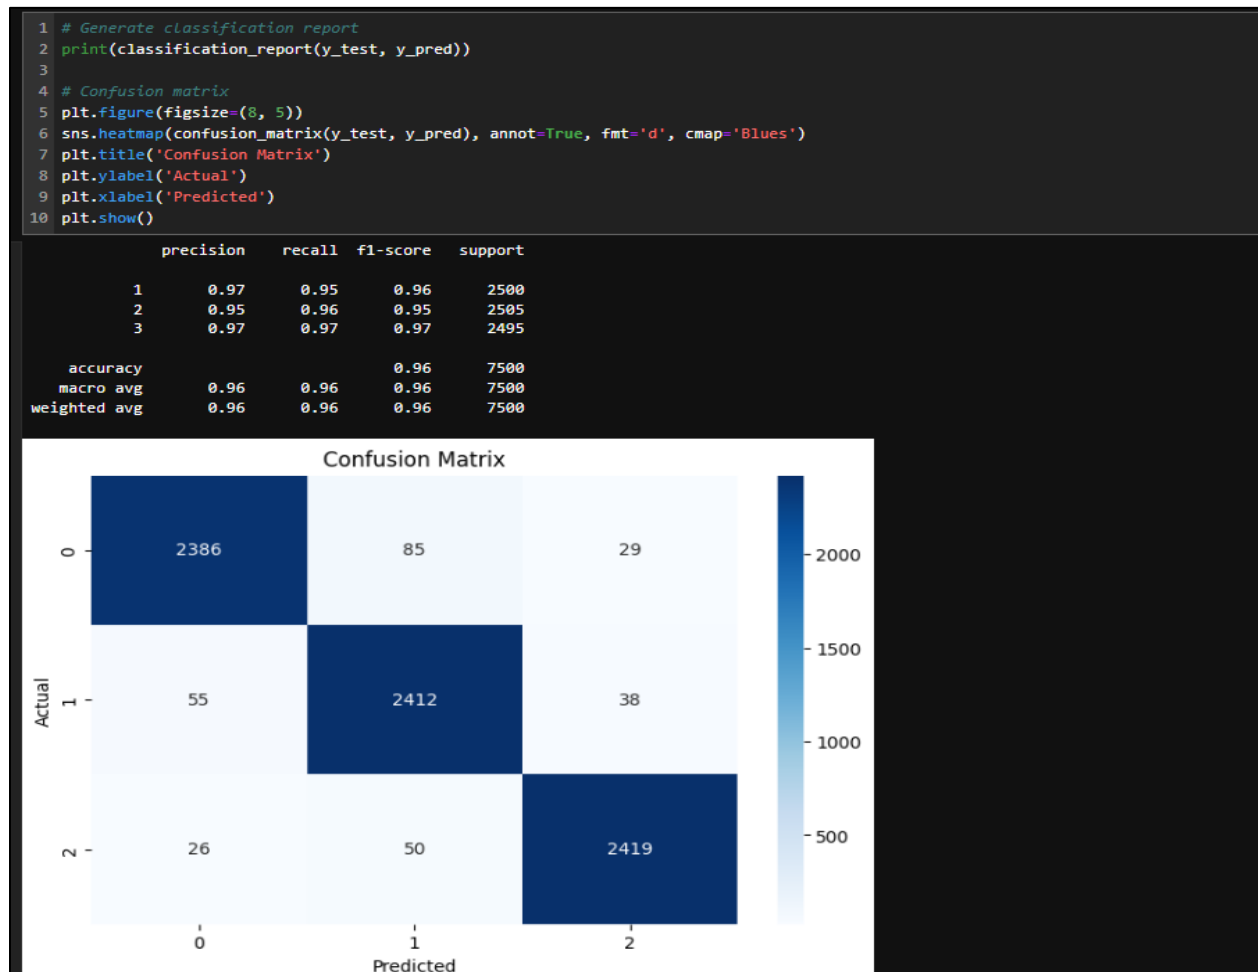 1 # Generate classification report
2 print(classification_report(y_test, y_pred))
3
4 # Confusion matrix
5 plt.figure(figsize=(8, 5))
6 sns.heatmap(confusion_matrix(y_test, y_pred), annot=True, fmt='d', cmap='Blues')
7 plt.title('Confusion Matrix')
8 plt.ylabel('Actual')
9 plt.xlabel('Predicted')
10 plt.show()
precision recall f1-score support
1 0.97 0.95 0.96 2500
2 0.95 0.96 0.95 2505
3 0.97 0.97 0.97 2495
accuracy 0.96 7500
macro avg 0.96 0.96 0.96 7500
weighted avg 0.96 0.96 0.96 7500
Confusion Matrix
0 2386 85 29
1 55 2412 38
2 26 50 2419
Actual
0 1 2
Predicted
2000
1500
1000
500